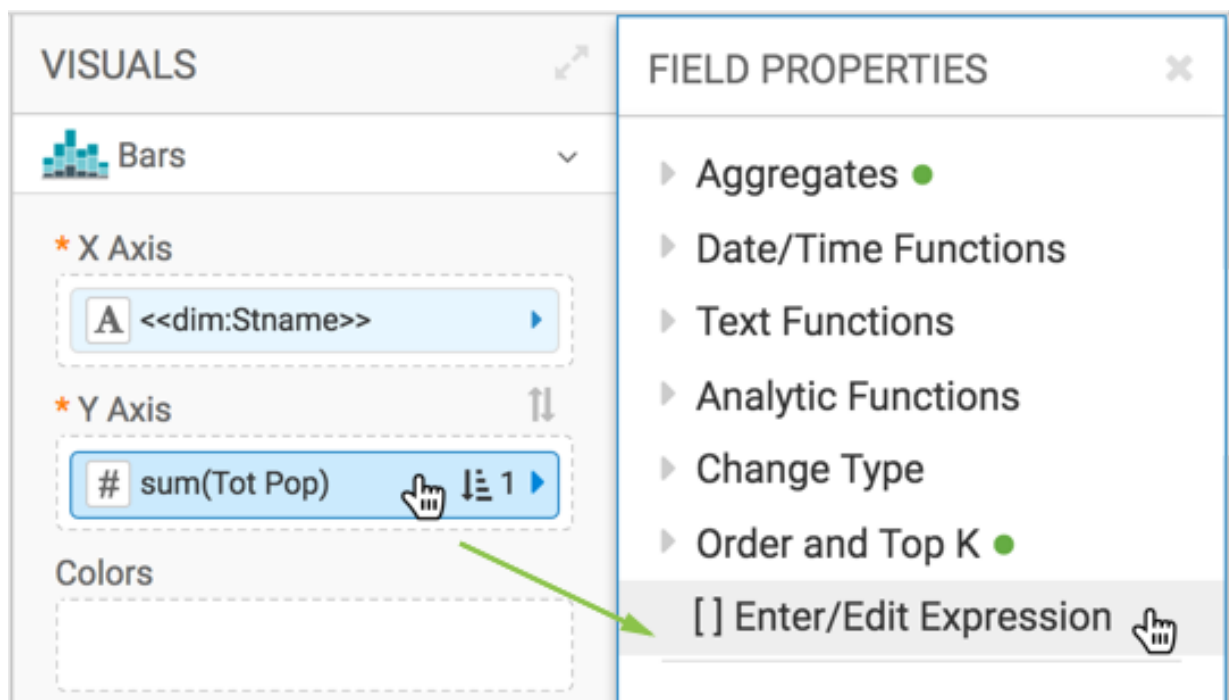 VISUALS
Bars
* X Axis
A <<dim:Stname>>
* Y Axis
# sum(Tot Pop) 1
Colors
FIELD PROPERTIES
Aggregates
Date/Time Functions
Text Functions
Analytic Functions
Change Type
Order and Top K
[ ] Enter/Edit Expression